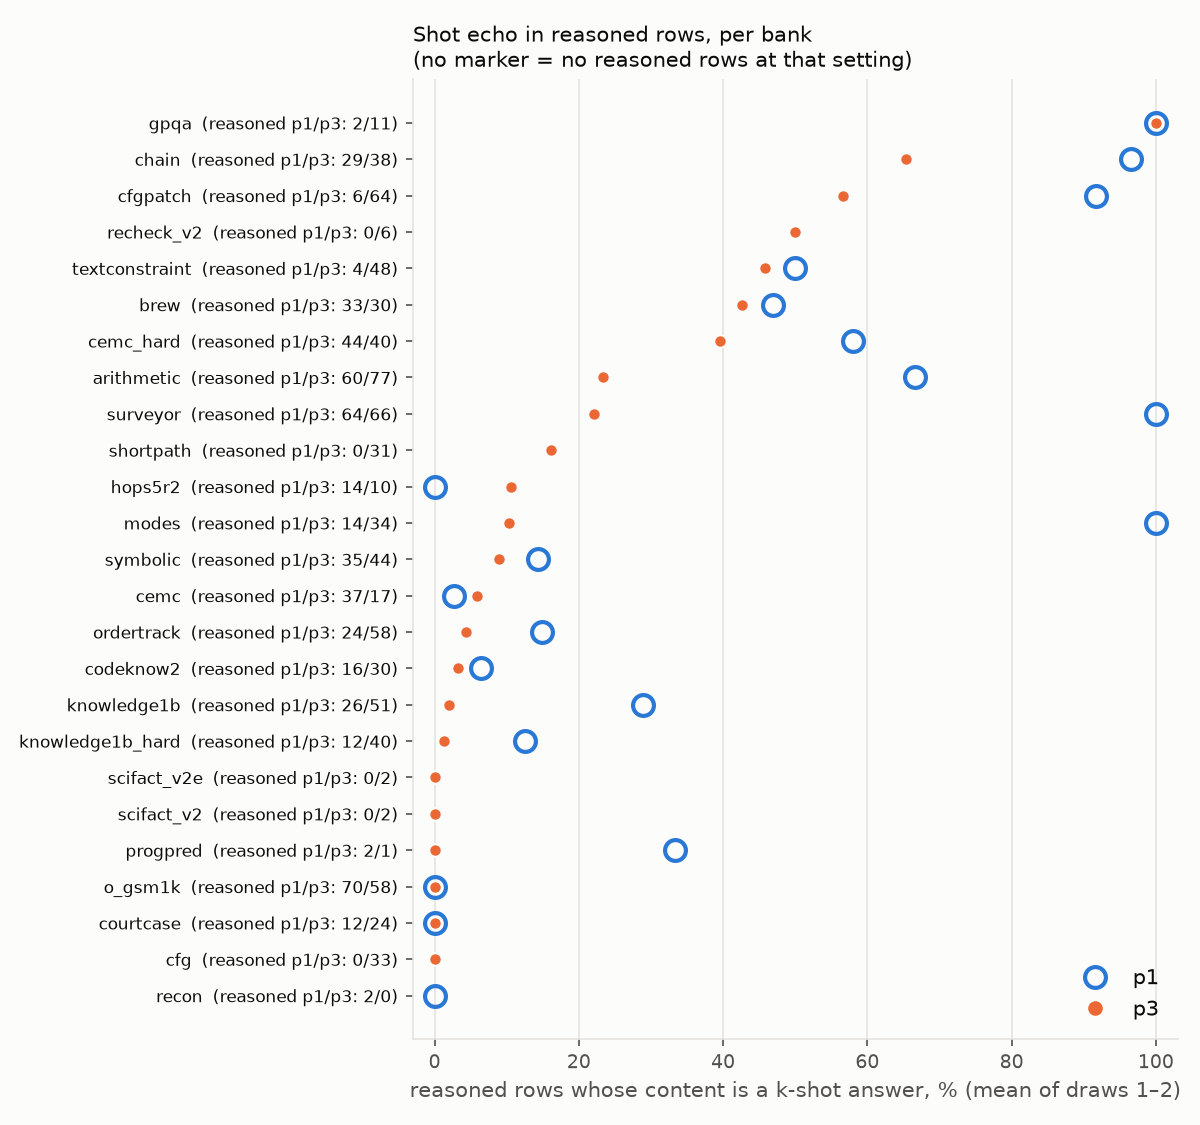 Shot echo in reasoned rows, per bank
(no marker = no reasoned rows at that setting)
gpqa  (reasoned p1/p3: 2/11)
chain  (reasoned p1/p3: 29/38)
cfgpatch  (reasoned p1/p3: 6/64)
recheck_v2  (reasoned p1/p3: 0/6)
textconstraint  (reasoned p1/p3: 4/48)
brew  (reasoned p1/p3: 33/30)
cemc_hard  (reasoned p1/p3: 44/40)
arithmetic  (reasoned p1/p3: 60/77)
surveyor  (reasoned p1/p3: 64/66)
shortpath  (reasoned p1/p3: 0/31)
hops5r2  (reasoned p1/p3: 14/10)
modes  (reasoned p1/p3: 14/34)
symbolic  (reasoned p1/p3: 35/44)
cemc  (reasoned p1/p3: 37/17)
ordertrack  (reasoned p1/p3: 24/58)
codeknow2  (reasoned p1/p3: 16/30)
knowledge1b  (reasoned p1/p3: 26/51)
knowledge1b_hard  (reasoned p1/p3: 12/40)
scifact_v2e  (reasoned p1/p3: 0/2)
scifact_v2  (reasoned p1/p3: 0/2)
progpred  (reasoned p1/p3: 2/1)
o_gsm1k  (reasoned p1/p3: 70/58)
courtcase  (reasoned p1/p3: 12/24)
cfg  (reasoned p1/p3: 0/33)
recon  (reasoned p1/p3: 2/0)
p1
p3
0 20 40 60 80 100
reasoned rows whose content is a k-shot answer, % (mean of draws 1–2)